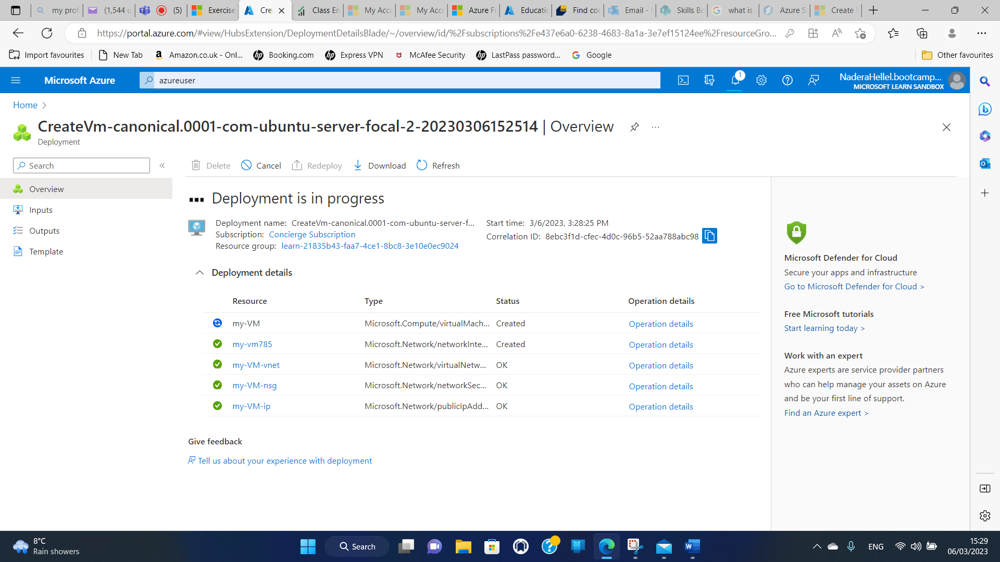 my prof
(1,544 u
(5)
Exercise
Crea
Class En
My Acco
My Acco
Azure Fu
Educatio
Find cou
Email -
Skills Bo
what is
Azure S
Create Y
https://portal.azure.com/#view/HubsExtension/DeploymentDetailsBlade/~/overview/id/%2Fsubscriptions%2Fe437e6a0-6238-4683-8a1a-3e7ef15124ee%2FresourceGro...
Import favourites
New Tab
Amazon.co.uk - Onl...
Booking.com
Express VPN
McAfee Security
LastPass password...
Google
Other favourites
Microsoft Azure
azureuser
1
NaderaHellel.bootcamp...
MICROSOFT LEARN SANDBOX
Home
CreateVm-canonical.0001-com-ubuntu-server-focal-2-20230306152514 | Overview
Deployment
Search
Delete
Cancel
Redeploy
Download
Refresh
Overview
Inputs
Outputs
Template
Deployment is in progress
Deployment name: CreateVm-canonical.0001-com-ubuntu-server-f...
Subscription: Concierge Subscription
Resource group: learn-21835b43-faa7-4ce1-8bc8-3e10e0ec9024
Start time: 3/6/2023, 3:28:25 PM
Correlation ID: 8ebc3f1d-cfec-4d0c-96b5-52aa788abc98
Deployment details
Resource Type Status Operation details
my-VM Microsoft.Compute/virtualMach... Created Operation details
my-vm785 Microsoft.Network/networkInte... Created Operation details
my-VM-vnet Microsoft.Network/virtualNetw... OK Operation details
my-VM-nsg Microsoft.Network/networkSec... OK Operation details
my-VM-ip Microsoft.Network/publicIpAdd... OK Operation details
Give feedback
Tell us about your experience with deployment
Microsoft Defender for Cloud
Secure your apps and infrastructure
Go to Microsoft Defender for Cloud >
Free Microsoft tutorials
Start learning today >
Work with an expert
Azure experts are service provider partners
who can help manage your assets on Azure
and be your first line of support.
Find an Azure expert >
8°C
Rain showers
Search
ENG
15:29
06/03/2023